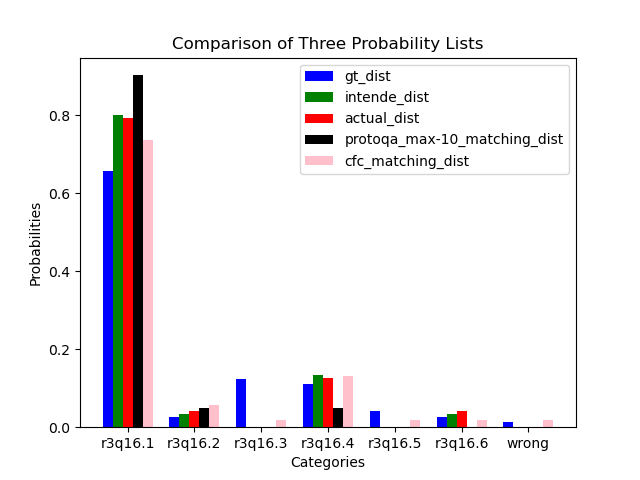 Comparison of Three Probability Lists
gt_dist
intende_dist
actual_dist
protoqa_max-10_matching_dist
cfc_matching_dist
Probabilities
0.8
0.6
0.4
0.2
0.0
r3q16.1 r3q16.2 r3q16.3 r3q16.4 r3q16.5 r3q16.6 wrong
Categories